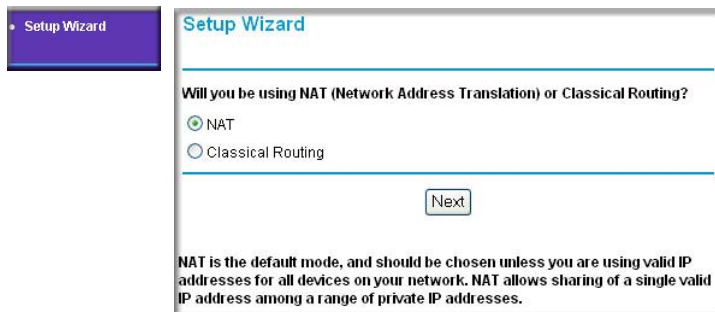 Setup Wizard
Setup Wizard
Will you be using NAT (Network Address Translation) or Classical Routing?
NAT
Classical Routing
Next
NAT is the default mode, and should be chosen unless you are using valid IP
addresses for all devices on your network. NAT allows sharing of a single valid
IP address among a range of private IP addresses.